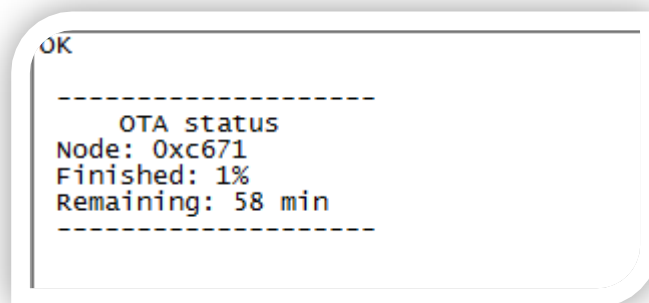 OK
--------------------
OTA status
Node: 0xc671
Finished: 1%
Remaining: 58 min
--------------------